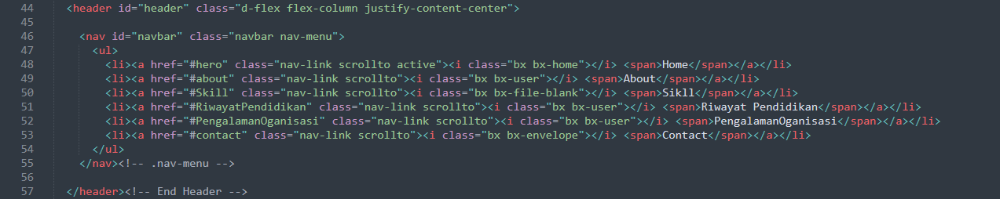 44 <header id="header" class="d-flex flex-column justify-content-center">
45
46 <nav id="navbar" class="navbar nav-menu">
47 <ul>
48 <li><a href="#hero" class="nav-link scrollto active"><i class="bx bx-home"></i> <span>Home</span></a></li>
49 <li><a href="#about" class="nav-link scrollto"><i class="bx bx-user"></i> <span>About</span></a></li>
50 <li><a href="#Skill" class="nav-link scrollto"><i class="bx bx-file-blank"></i> <span>Sikll</span></a></li>
51 <li><a href="#RiwayatPendidikan" class="nav-link scrollto"><i class="bx bx-user"></i> <span>Riwayat Pendidikan</span></a></li>
52 <li><a href="#PengalamanOganisasi" class="nav-link scrollto"><i class="bx bx-user"></i> <span>PengalamanOganisasi</span></a></li>
53 <li><a href="#contact" class="nav-link scrollto"><i class="bx bx-envelope"></i> <span>Contact</span></a></li>
54 </ul>
55 </nav><!-- .nav-menu -->
56
57 </header><!-- End Header -->